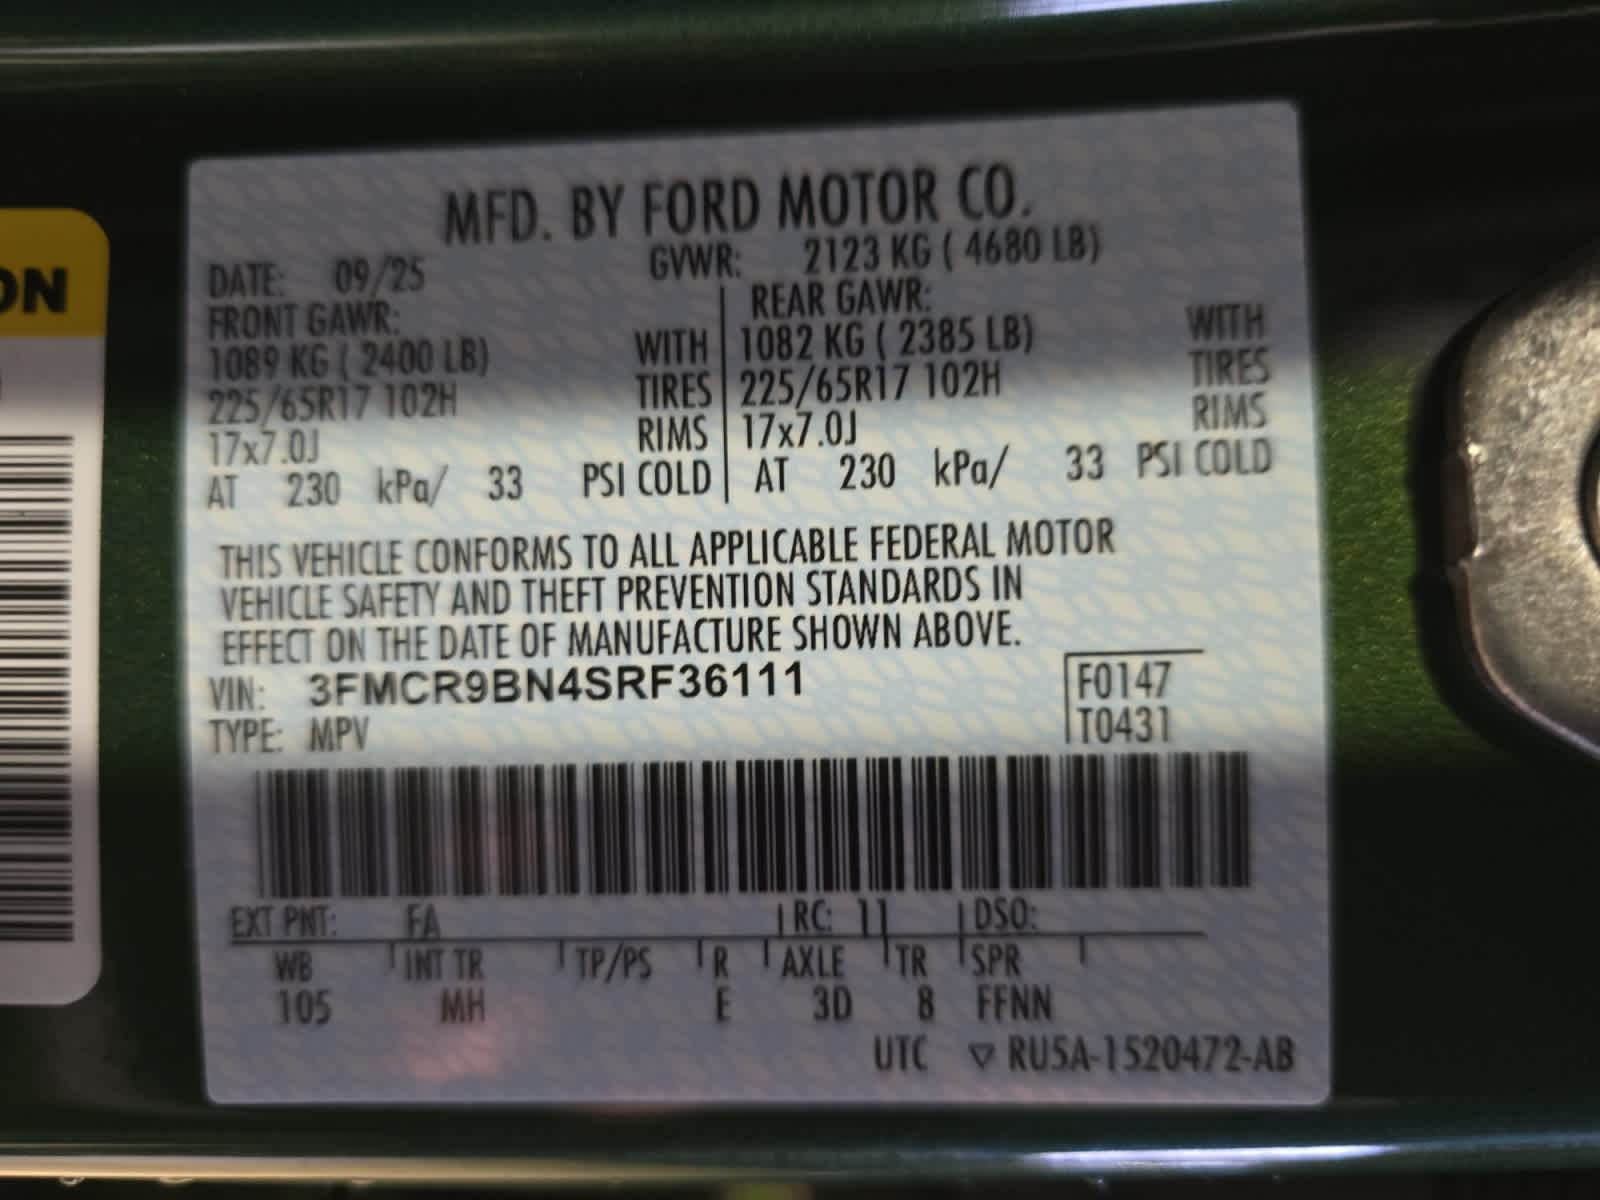 ON
MFD. BY FORD MOTOR CO.
DATE: 09/25 GVWR: 2123 KG ( 4680 LB)
FRONT GAWR: REAR GAWR:
1089 KG ( 2400 LB) WITH 1082 KG ( 2385 LB) WITH
225/65R17 102H TIRES 225/65R17 102H TIRES
17x7.0J RIMS 17x7.0J RIMS
AT 230 kPa/ 33 PSI COLD AT 230 kPa/ 33 PSI COLD
THIS VEHICLE CONFORMS TO ALL APPLICABLE FEDERAL MOTOR
VEHICLE SAFETY AND THEFT PREVENTION STANDARDS IN
EFFECT ON THE DATE OF MANUFACTURE SHOWN ABOVE.
VIN: 3FMCR9BN4SRF36111 F0147
TYPE: MPV T0431
EXT PNT: FA RC: 11 DSO:
WB INT TR TP/PS R AXLE TR SPR
105 MH E 3D 8 FFNN
UTC ▽ RU5A-1520472-AB